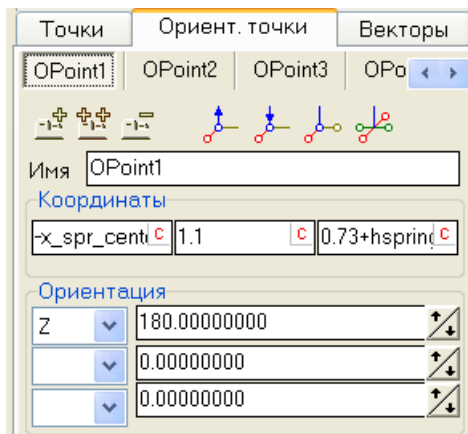 Точки Ориент. точки Векторы
OPoint1 OPoint2 OPoint3 OPo
Имя OPoint1
Координаты
-x_spr_cent C 1.1 C 0.73+hspring C
Ориентация
Z 180.00000000
0.00000000
0.00000000